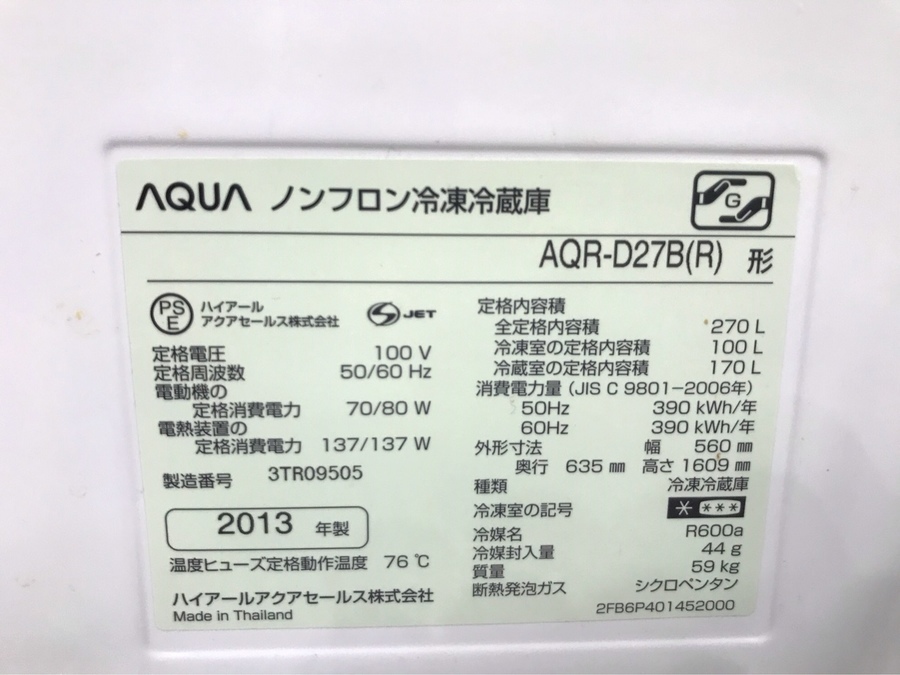 AQUA ノンフロン冷凍冷蔵庫
G
AQR-D27B(R) 形
PS
E
ハイアール
アクアセールス株式会社
S JET
定格電圧 100 V
定格周波数 50/60 Hz
電動機の
定格消費電力 70/80 W
電熱装置の
定格消費電力 137/137 W
製造番号 3TR09505
2013 年製
温度ヒューズ定格動作温度 76 ℃
ハイアールアクアセールス株式会社
Made in Thailand
定格内容積
全定格内容積 270 L
冷凍室の定格内容積 100 L
冷蔵室の定格内容積 170 L
消費電力量 (JIS C 9801-2006年)
50Hz 390 kWh/年
60Hz 390 kWh/年
外形寸法 幅 560 ㎜
奥行 635 ㎜ 高さ 1609 ㎜
種類 冷凍冷蔵庫
冷凍室の記号 * ***
冷媒名 R600a
冷媒封入量 44 g
質量 59 kg
断熱発泡ガス シクロペンタン
2FB6P401452000